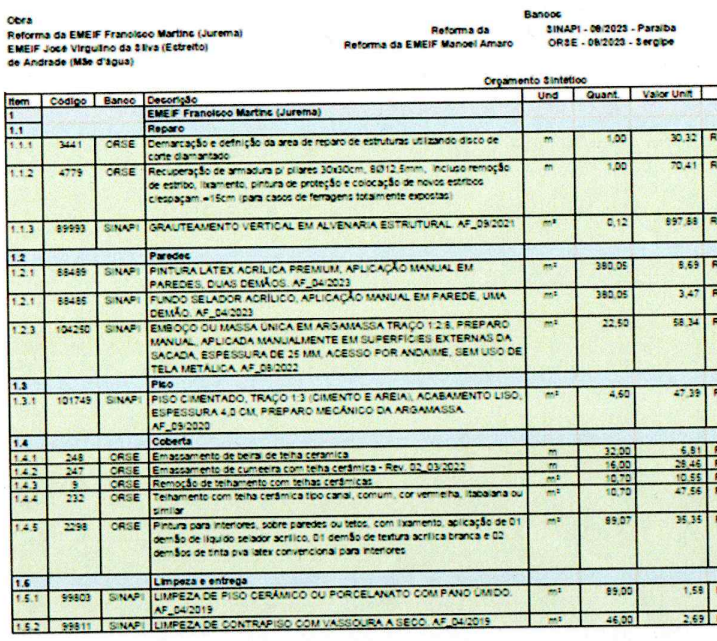 Obra
Reforma da EMEIF Francisco Martins (Jurema)
EMEIF José Virgulino da Silva (Estreito)
de Andrade (Mãe d'água)
Reforma da
Reforma da EMEIF Manoel Amaro
Bancos
SINAPI - 08/2023 - Paraíba
ORSE - 08/2023 - Sergipe
Orçamento Sintético
Item Código Banco Descrição Und Quant. Valor Unit
1 EMEIF Francisco Martins (Jurema)
1.1 Reparo
1.1.1 3441 ORSE Demarcação e definição da area de reparo de estruturas utilizando disco de m 1,00 30,32 R
corte diamantado
1.1.2 4779 ORSE Recuperação de armadura p/ pilares 30x30cm, 8Ø12,5mm, incluso remoção m 1,00 70,41 R
de estribo, lixamento, pintura de proteção e colocação de novos estribos
c/espaçam.=15cm (para casos de ferragens totalmente expostas)
1.1.3 89993 SINAPI GRAUTEAMENTO VERTICAL EM ALVENARIA ESTRUTURAL. AF_09/2021 m³ 0,12 897,88 R
1.2 Paredes
1.2.1 88489 SINAPI PINTURA LÁTEX ACRÍLICA PREMIUM, APLICAÇÃO MANUAL EM m² 380,05 8,69 R
PAREDES, DUAS DEMÃOS. AF_04/2023
1.2.1 88485 SINAPI FUNDO SELADOR ACRÍLICO, APLICAÇÃO MANUAL EM PAREDE, UMA m² 380,05 3,47 R
DEMÃO. AF_04/2023
1.2.3 104250 SINAPI EMBOÇO OU MASSA ÚNICA EM ARGAMASSA TRAÇO 1:2:8, PREPARO m² 22,50 58,34 R
MANUAL, APLICADA MANUALMENTE EM SUPERFÍCIES EXTERNAS DA
SACADA, ESPESSURA DE 25 MM, ACESSO POR ANDAIME, SEM USO DE
TELA METÁLICA. AF_08/2022
1.3 Piso
1.3.1 101749 SINAPI PISO CIMENTADO, TRAÇO 1:3 (CIMENTO E AREIA), ACABAMENTO LISO, m² 4,60 47,39 R
ESPESSURA 4,0 CM, PREPARO MECÂNICO DA ARGAMASSA.
AF_09/2020
1.4 Coberta
1.4.1 248 ORSE Emassamento de beiral de telha ceramica m 32,00 6,81
1.4.2 247 ORSE Emassamento de cumeeira com telha cerâmica - Rev. 02_03/2022 m 16,00 28,46
1.4.3 9 ORSE Remoção de telhamento com telhas cerâmicas m² 10,70 10,55
1.4.4 232 ORSE Telhamento com telha cerâmica tipo canal, comum, cor vermelha, Itabaiana ou m² 10,70 47,56
similar
1.4.5 2298 ORSE Pintura para interiores, sobre paredes ou tetos, com lixamento, aplicação de 01 m² 89,07 35,35
demão de líquido selador acrílico, 01 demão de textura acrílica branca e 02
demãos de tinta pva latex convencional para interiores
1.6 Limpeza e entrega
1.5.1 99803 SINAPI LIMPEZA DE PISO CERÂMICO OU PORCELANATO COM PANO ÚMIDO. m² 89,00 1,58
AF_04/2019
1.5.2 99811 SINAPI LIMPEZA DE CONTRAPISO COM VASSOURA A SECO. AF_04/2019 m² 46,00 2,69